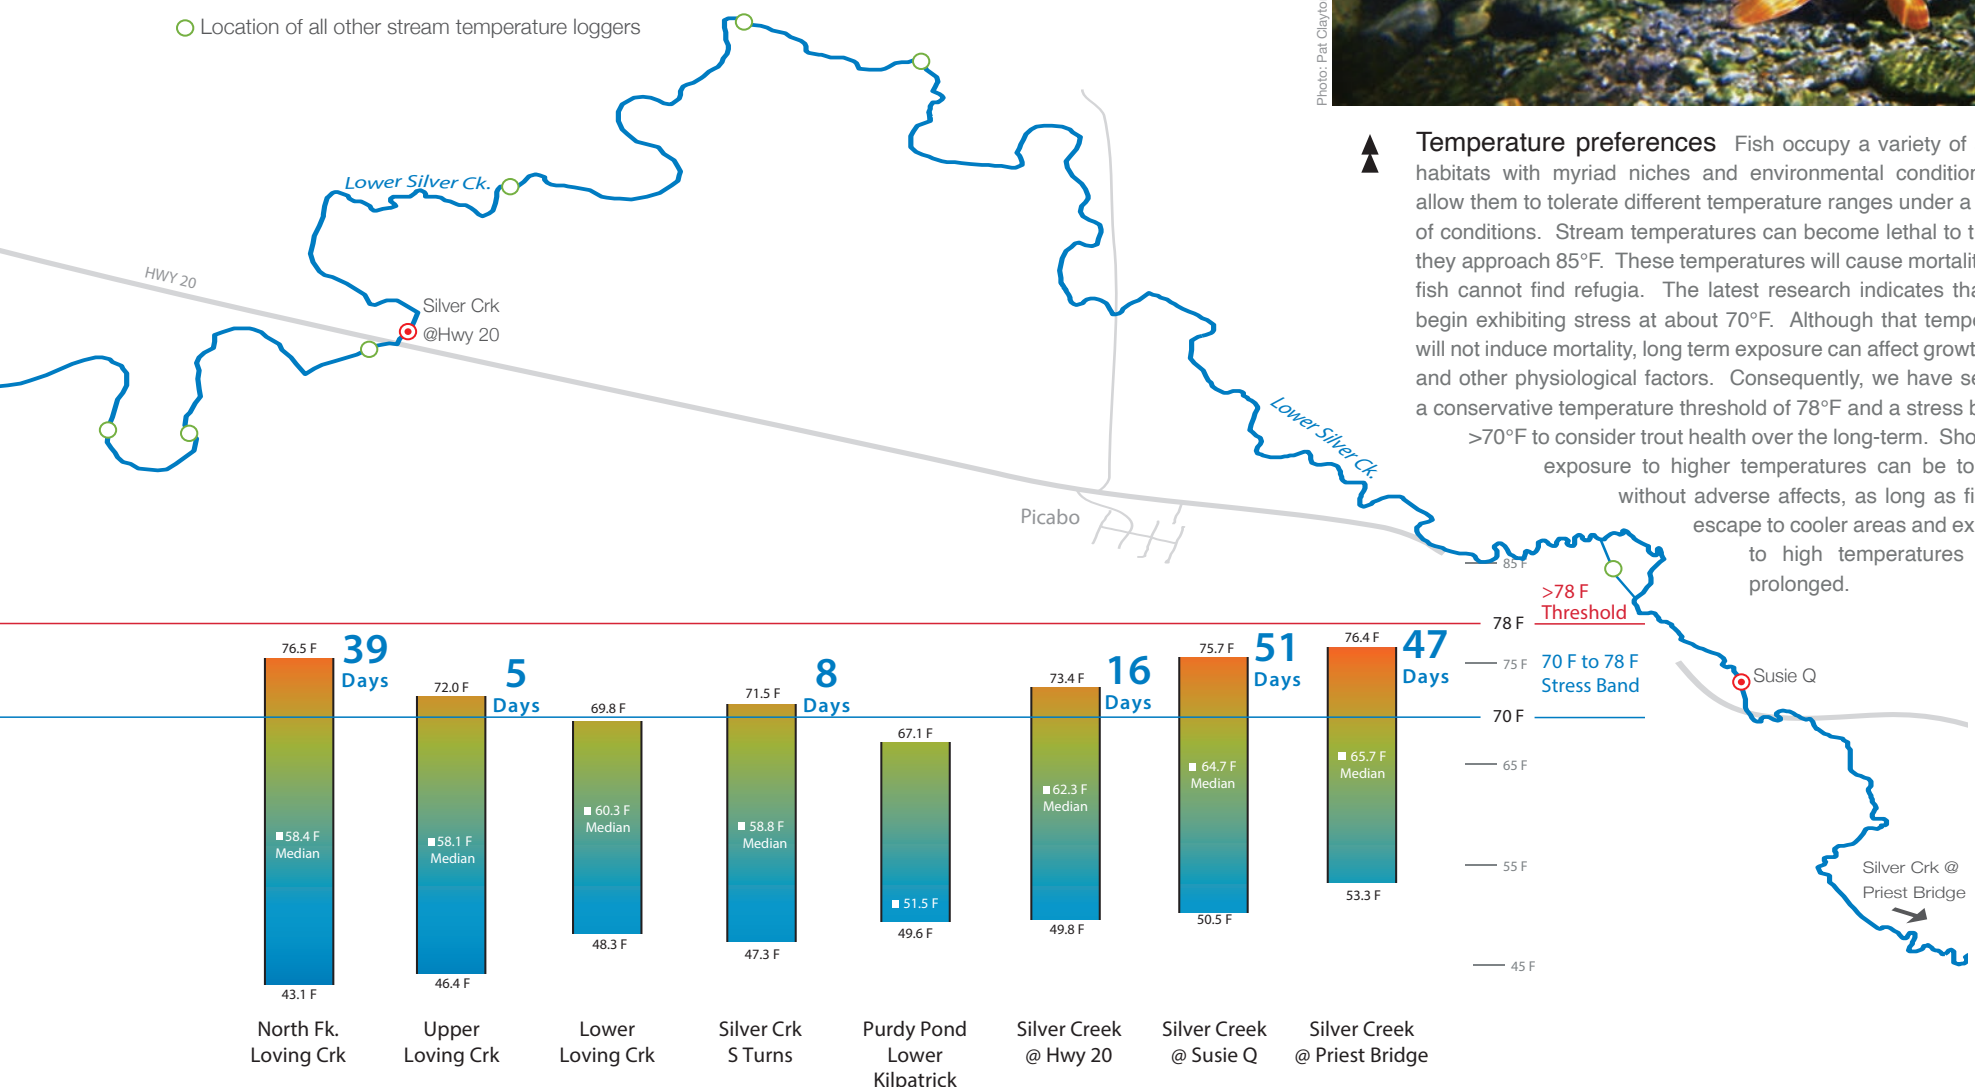 Location of all other stream temperature loggers
Photo: Pat Clayto
Lower Silver Ck.
HWY 20
Silver Crk
@Hwy 20
Lower Silver Ck.
Picabo
Susie Q
Silver Crk @
Priest Bridge
Temperature preferences Fish occupy a variety of
habitats with myriad niches and environmental condition
allow them to tolerate different temperature ranges under a
of conditions. Stream temperatures can become lethal to t
they approach 85°F. These temperatures will cause mortalit
fish cannot find refugia. The latest research indicates tha
begin exhibiting stress at about 70°F. Although that tempe
will not induce mortality, long term exposure can affect growt
and other physiological factors. Consequently, we have se
a conservative temperature threshold of 78°F and a stress b
>70°F to consider trout health over the long-term. Sho
exposure to higher temperatures can be to
without adverse affects, as long as fi
escape to cooler areas and ex
to high temperatures
prolonged.
85 F
>78 F
Threshold
78 F
75 F
70 F to 78 F
Stress Band
70 F
65 F
55 F
45 F
76.5 F
39
Days
58.4 F
Median
43.1 F
North Fk.
Loving Crk
72.0 F
5
Days
58.1 F
Median
46.4 F
Upper
Loving Crk
69.8 F
60.3 F
Median
48.3 F
Lower
Loving Crk
71.5 F
8
Days
58.8 F
Median
47.3 F
Silver Crk
S Turns
67.1 F
51.5 F
49.6 F
Purdy Pond
Lower
Kilpatrick
73.4 F
16
Days
62.3 F
Median
49.8 F
Silver Creek
@ Hwy 20
75.7 F
51
Days
64.7 F
Median
50.5 F
Silver Creek
@ Susie Q
76.4 F
47
Days
65.7 F
Median
53.3 F
Silver Creek
@ Priest Bridge